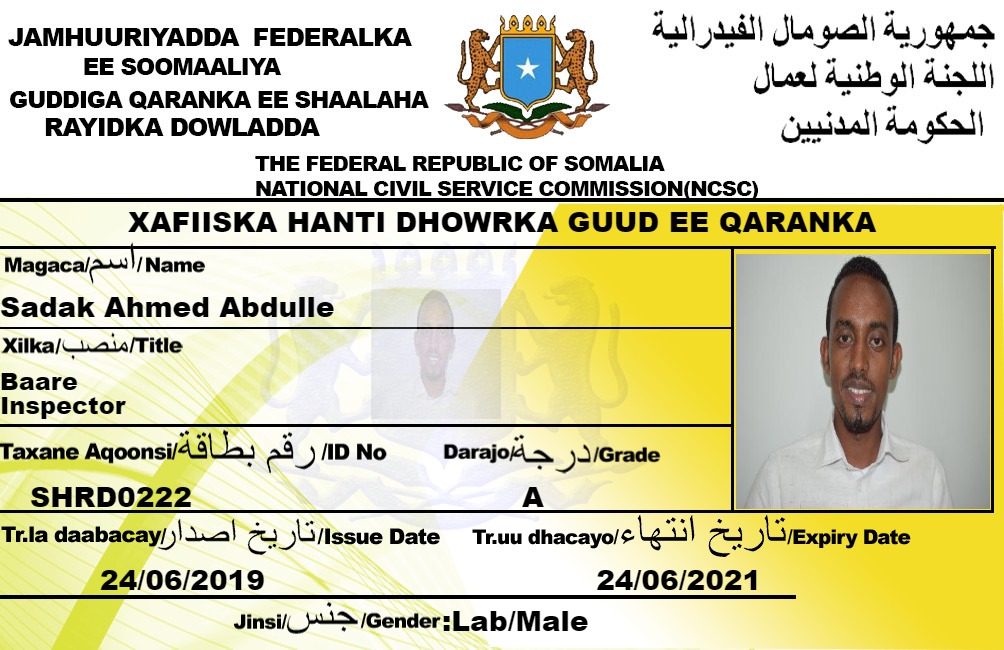 JAMHUURIYADDA FEDERALKA
EE SOOMAALIYA
GUDDIGA QARANKA EE SHAALAHA
RAYIDKA DOWLADDA
جمهورية الصومال الفيدرالية
اللجنة الوطنية لعمال
الحكومة المدنيين
THE FEDERAL REPUBLIC OF SOMALIA
NATIONAL CIVIL SERVICE COMMISSION(NCSC)
XAFIISKA HANTI DHOWRKA GUUD EE QARANKA
Magaca/اسم/Name
Sadak Ahmed Abdulle
Xilka/منصب/Title
Baare
Inspector
Taxane Aqoonsi/رقم بطاقة/ID No Darajo/درجة/Grade
SHRD0222 A
Tr.la daabacay/تاريخ اصدار/Issue Date Tr.uu dhacayo/تاريخ انتهاء/Expiry Date
24/06/2019 24/06/2021
Jinsi/جنس/Gender:Lab/Male